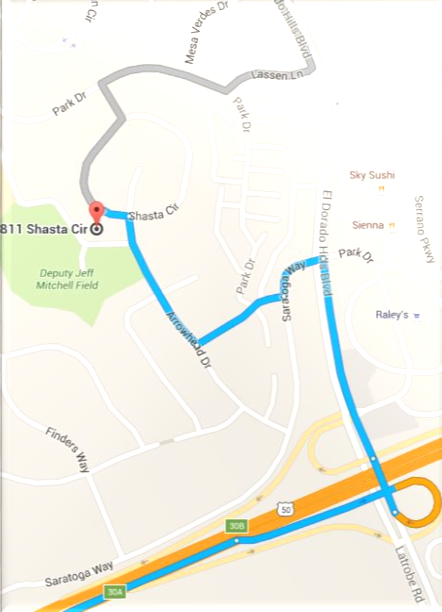 Mesa Verdes Dr
Lassen Ln
Park Dr
Park Dr
Sky Sushi
Shasta Cir
Serrano Pkwy
Sienna
811 Shasta Cir
El Dorado Hills Blvd
Park Dr
Saratoga Way
Park Dr
Deputy Jeff
Mitchell Field
Raley's
Arrowhead Dr
Finders Way
50
30B
Latrobe Rd
Saratoga Way
30A